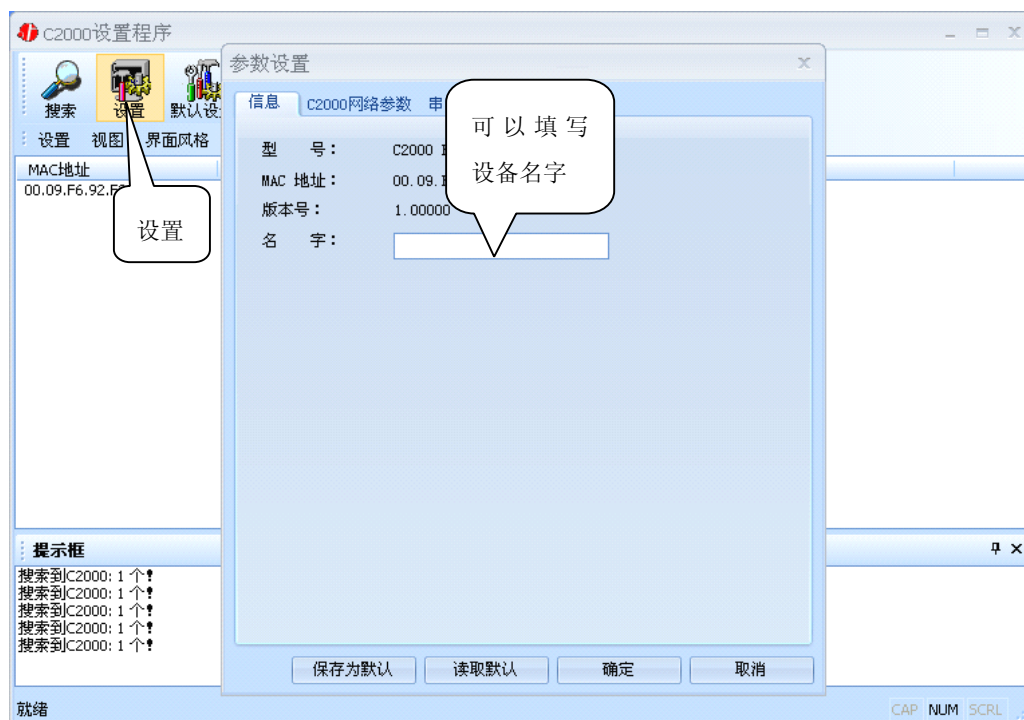 C2000设置程序
参数设置
搜索 设置 默认设
设置 视图 界面风格
信息 C2000网络参数 串
可以填写
设备名字
型 号： C2000
MAC 地址： 00.09.
版本号： 1.00000
名 字：
MAC地址
00.09.F6.92.
设置
提示框
搜索到C2000: 1 个!
搜索到C2000: 1 个!
搜索到C2000: 1 个!
搜索到C2000: 1 个!
搜索到C2000: 1 个!
保存为默认 读取默认 确定 取消
就绪 CAP NUM SCRL